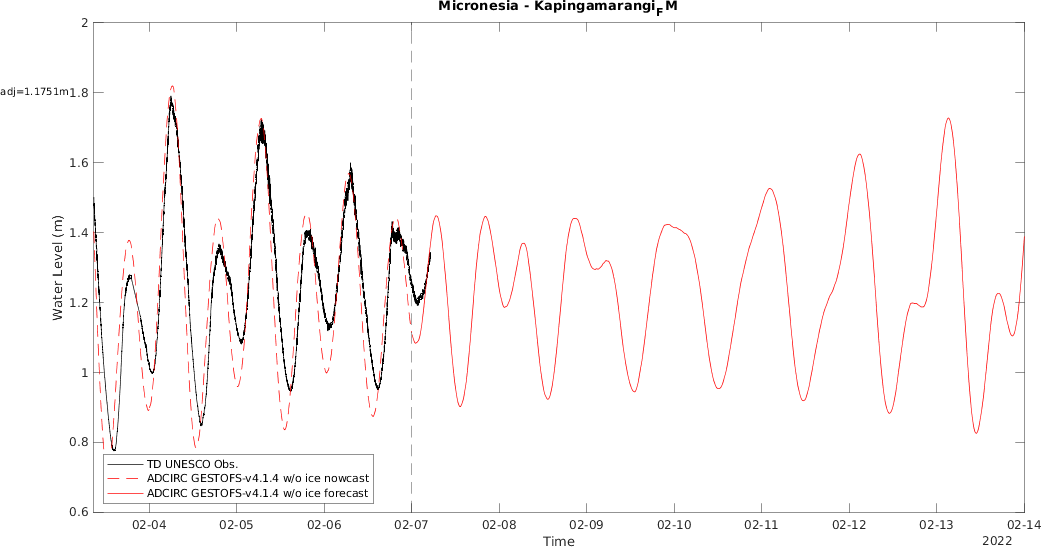 Micronesia - Kapingamarangi_F M
adj=1.1751m
2
1.8
1.6
1.4
1.2
1
0.8
0.6
Water Level (m)
TD UNESCO Obs.
ADCIRC GESTOFS-v4.1.4 w/o ice nowcast
ADCIRC GESTOFS-v4.1.4 w/o ice forecast
02-04 02-05 02-06 02-07 02-08 02-09 02-10 02-11 02-12 02-13 02-14
Time
2022